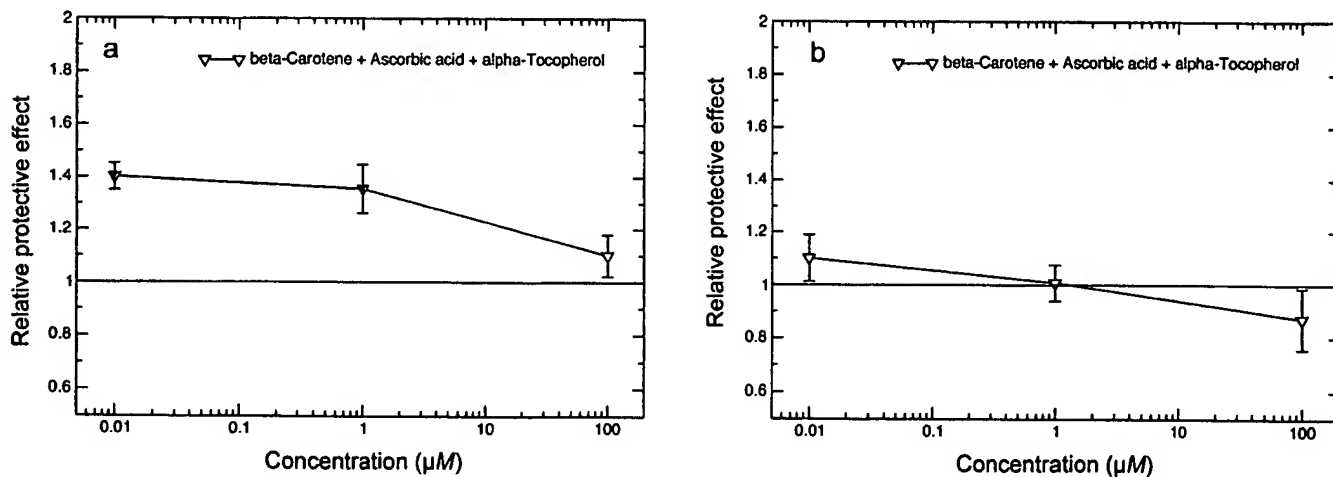 a
beta-Carotene + Ascorbic acid + alpha-Tocopherol
Relative protective effect
2
1.8
1.6
1.4
1.2
1
0.8
0.6
0.01 0.1 1 10 100
Concentration (µM)
b
beta-Carotene + Ascorbic acid + alpha-Tocopherol
Relative protective effect
2
1.8
1.6
1.4
1.2
1
0.8
0.6
0.01 0.1 1 10 100
Concentration (µM)